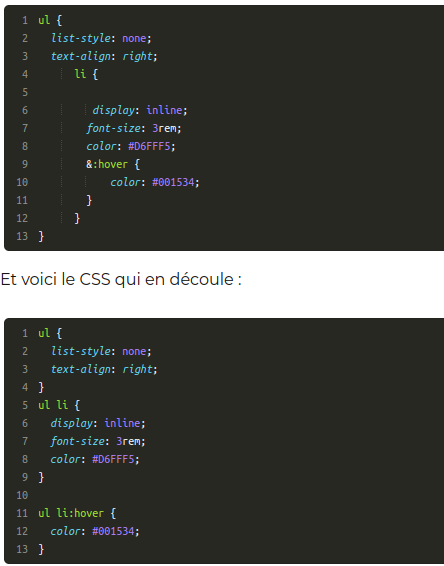 1 ul {
2 list-style: none;
3 text-align: right;
4 li {
5
6 display: inline;
7 font-size: 3rem;
8 color: #D6FFF5;
9 &:hover {
10 color: #001534;
11 }
12 }
13 }
Et voici le CSS qui en découle :
1 ul {
2 list-style: none;
3 text-align: right;
4 }
5 ul li {
6 display: inline;
7 font-size: 3rem;
8 color: #D6FFF5;
9 }
10
11 ul li:hover {
12 color: #001534;
13 }